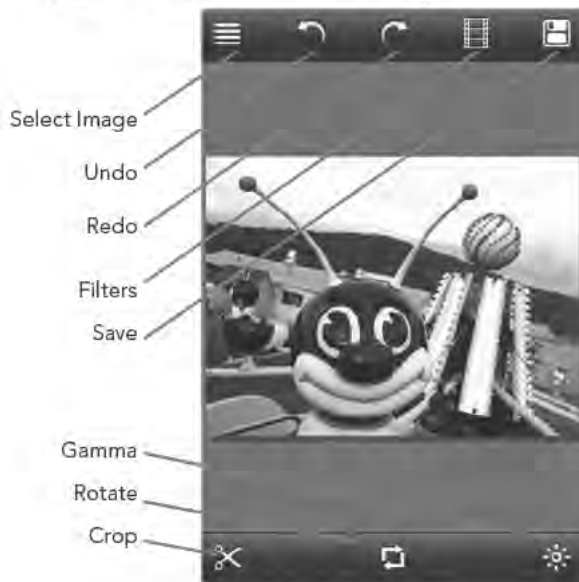 Select Image
Undo
Redo
Filters
Save
Gamma
Rotate
Crop